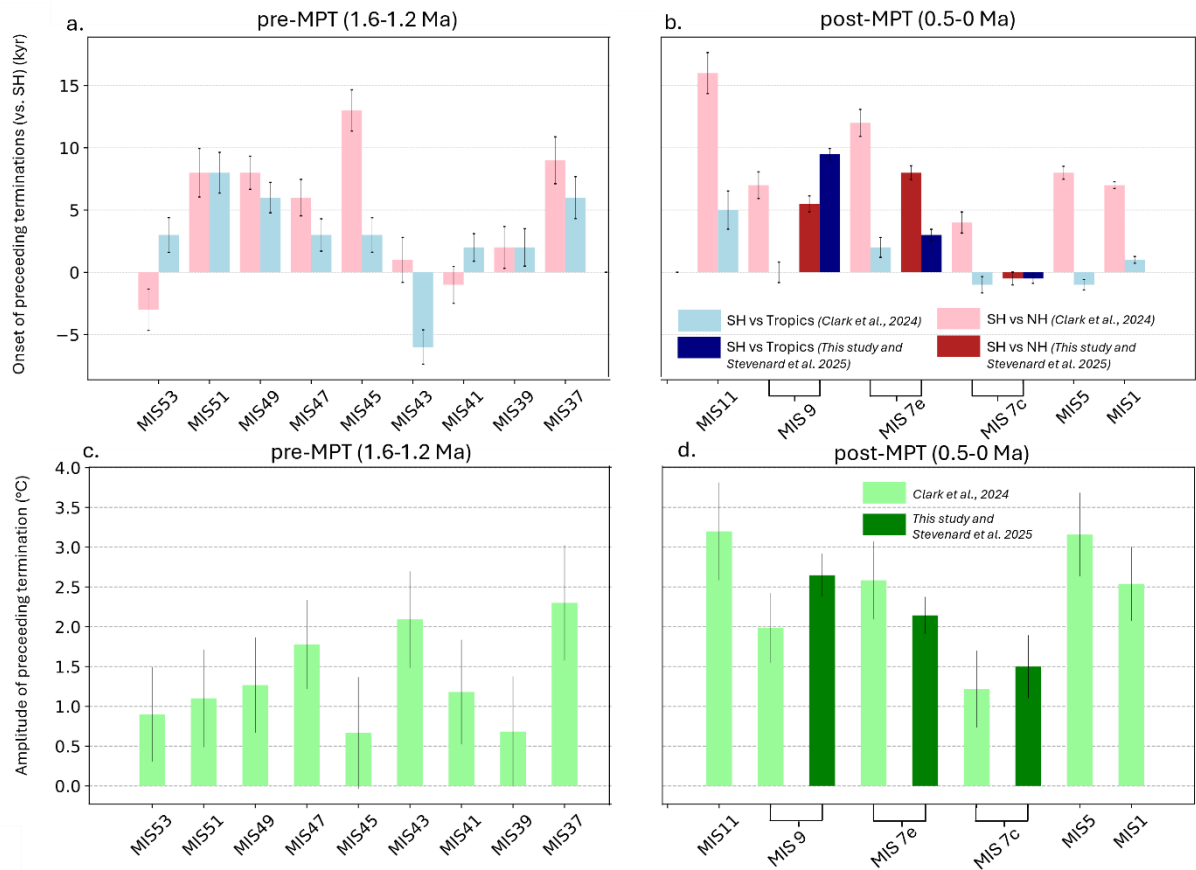 a.
pre-MPT (1.6-1.2 Ma)
Onset of preceeding terminations (vs. SH) (kyr)
15
10
5
0
−5
MIS53
MIS51
MIS49
MIS47
MIS45
MIS43
MIS41
MIS39
MIS37
b.
post-MPT (0.5-0 Ma)
SH vs Tropics (Clark et al., 2024)
SH vs NH (Clark et al., 2024)
SH vs Tropics (This study and
Stevenard et al. 2025)
SH vs NH (This study and
Stevenard et al. 2025)
MIS11
MIS 9
MIS 7e
MIS 7c
MIS5
MIS1
c.
pre-MPT (1.6-1.2 Ma)
Amplitude of preceeding termination (°C)
4.0
3.5
3.0
2.5
2.0
1.5
1.0
0.5
0.0
MIS53
MIS51
MIS49
MIS47
MIS45
MIS43
MIS41
MIS39
MIS37
d.
post-MPT (0.5-0 Ma)
Clark et al., 2024
This study and
Stevenard et al. 2025
MIS11
MIS 9
MIS 7e
MIS 7c
MIS5
MIS1